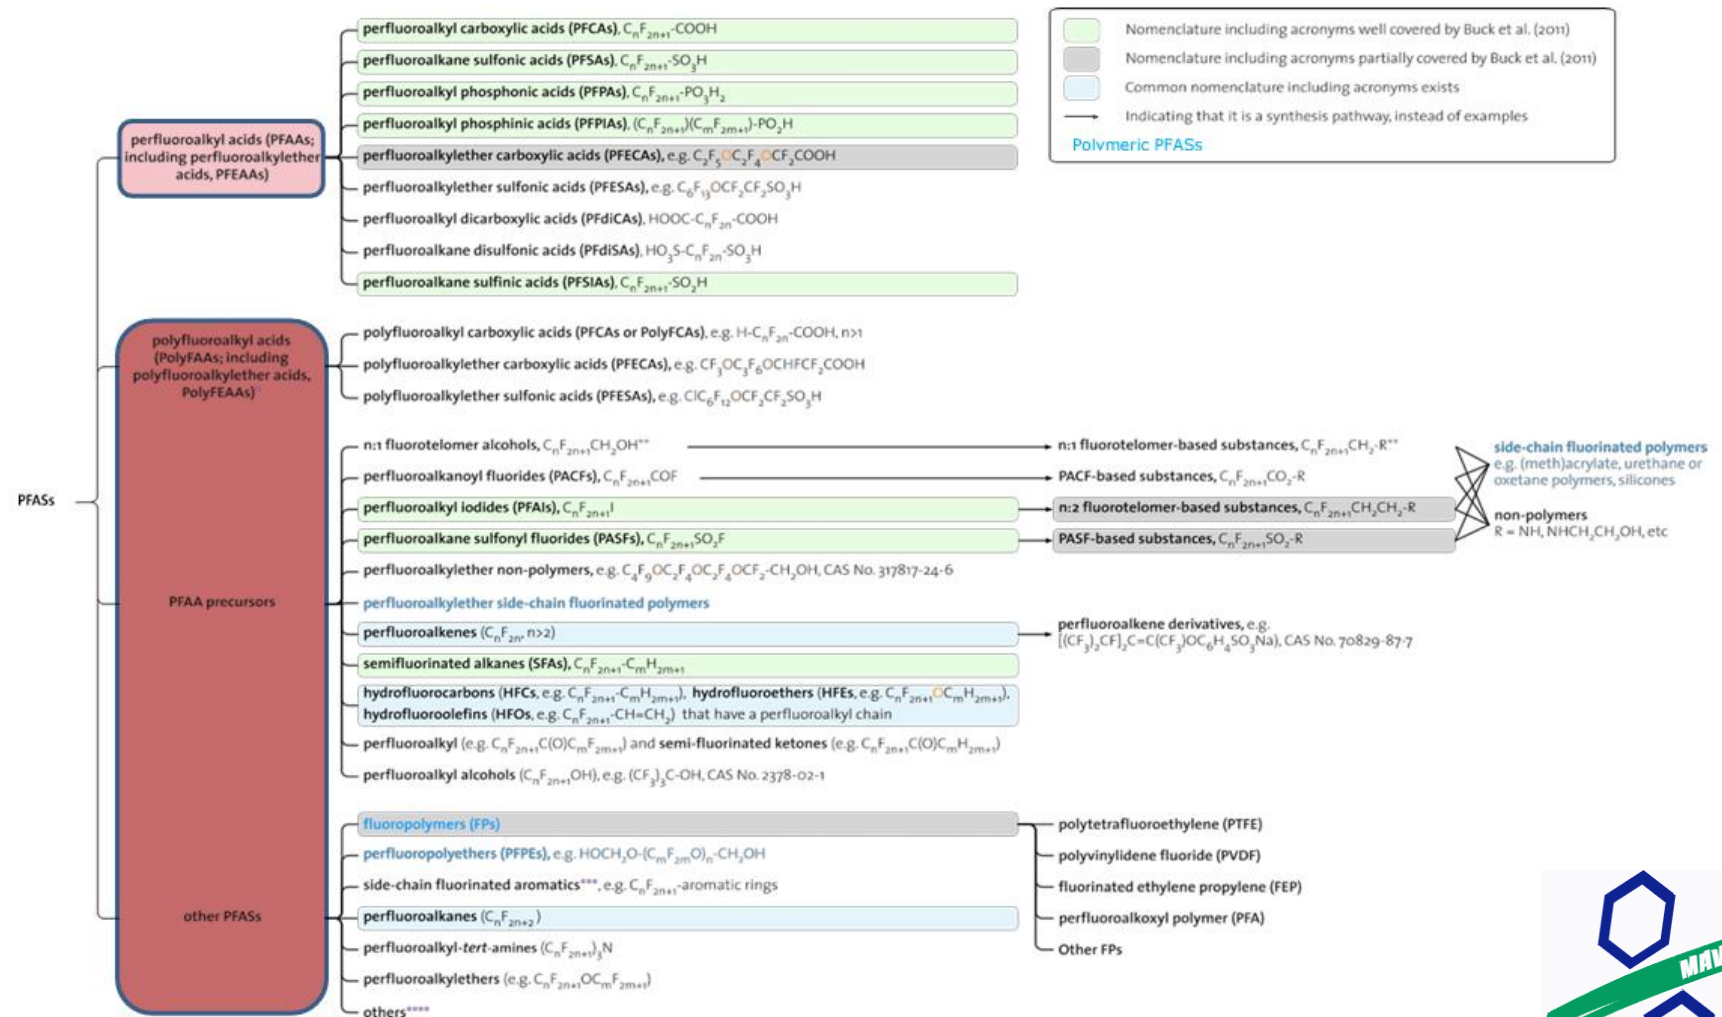 perfluoroalkyl carboxylic acids (PFCAs), CnF2n+1-COOH
perfluoroalkane sulfonic acids (PFSAs), CnF2n+1-SO3H
perfluoroalkyl phosphonic acids (PFPAs), CnF2n+1-PO3H2
perfluoroalkyl phosphinic acids (PFPIAs), (CnF2n+1)(CmF2m+1)-PO2H
perfluoroalkylether carboxylic acids (PFECAs), e.g. C2F5OC2F4OCF2COOH
perfluoroalkylether sulfonic acids (PFESAs), e.g. C6F13OCF2CF2SO3H
perfluoroalkyl dicarboxylic acids (PFdiCAs), HOOC-CnF2n-COOH
perfluoroalkane disulfonic acids (PFdiSAs), HO3S-CnF2n-SO3H
perfluoroalkane sulfinic acids (PFSIAs), CnF2n+1-SO2H
perfluoroalkyl acids (PFAAs;
including perfluoroalkylether
acids, PFEAAs)
Nomenclature including acronyms well covered by Buck et al. (2011)
Nomenclature including acronyms partially covered by Buck et al. (2011)
Common nomenclature including acronyms exists
Indicating that it is a synthesis pathway, instead of examples
Polymeric PFASs
PFASs
polyfluoroalkyl acids
(PolyFAAs; including
polyfluoroalkylether acids,
PolyFEAAs)
polyfluoroalkyl carboxylic acids (PFCAs or PolyFCAs), e.g. H-CnF2n-COOH, n>1
polyfluoroalkylether carboxylic acids (PFECAs), e.g. CF3OC3F6OCHFCF2COOH
polyfluoroalkylether sulfonic acids (PFESAs), e.g. ClC6F12OCF2CF2SO3H
PFAA precursors
n:1 fluorotelomer alcohols, CnF2n+1CH2OH**
perfluoroalkanoyl fluorides (PACFs), CnF2n+1COF
perfluoroalkyl iodides (PFAIs), CnF2n+1I
perfluoroalkane sulfonyl fluorides (PASFs), CnF2n+1SO2F
perfluoroalkylether non-polymers, e.g. C4F9OC2F4OC2F4OCF2-CH2OH, CAS No. 317817-24-6
perfluoroalkylether side-chain fluorinated polymers
perfluoroalkenes (CnF2n, n>2)
semifluorinated alkanes (SFAs), CnF2n+1-CmH2m+1
hydrofluorocarbons (HFCs, e.g. CnF2n+1-CmH2m+1), hydrofluoroethers (HFEs, e.g. CnF2n+1OCmH2m+1),
hydrofluoroolefins (HFOs, e.g. CnF2n+1-CH=CH2) that have a perfluoroalkyl chain
perfluoroalkyl (e.g. CnF2n+1C(O)CmF2m+1) and semi-fluorinated ketones (e.g. CnF2n+1C(O)CmH2m+1)
perfluoroalkyl alcohols (CnF2n+1OH), e.g. (CF3)3C-OH, CAS No. 2378-02-1
n:1 fluorotelomer-based substances, CnF2n+1CH2-R**
PACF-based substances, CnF2n+1CO2-R
n:2 fluorotelomer-based substances, CnF2n+1CH2CH2-R
PASF-based substances, CnF2n+1SO2-R
side-chain fluorinated polymers
e.g. (meth)acrylate, urethane or
oxetane polymers, silicones
non-polymers
R = NH, NHCH2CH2OH, etc
perfluoroalkene derivatives, e.g.
[(CF3)2CF]2C=C(CF3)OC6H4SO3Na), CAS No. 70829-87-7
other PFASs
fluoropolymers (FPs)
perfluoropolyethers (PFPEs), e.g. HOCH2O-(CmF2mO)n-CH2OH
side-chain fluorinated aromatics***, e.g. CnF2n+1-aromatic rings
perfluoroalkanes (CnF2n+2)
perfluoroalkyl-tert-amines (CnF2n+1)3N
perfluoroalkylethers (e.g. CnF2n+1OCmF2m+1)
others****
polytetrafluoroethylene (PTFE)
polyvinylidene fluoride (PVDF)
fluorinated ethylene propylene (FEP)
perfluoroalkoxyl polymer (PFA)
Other FPs